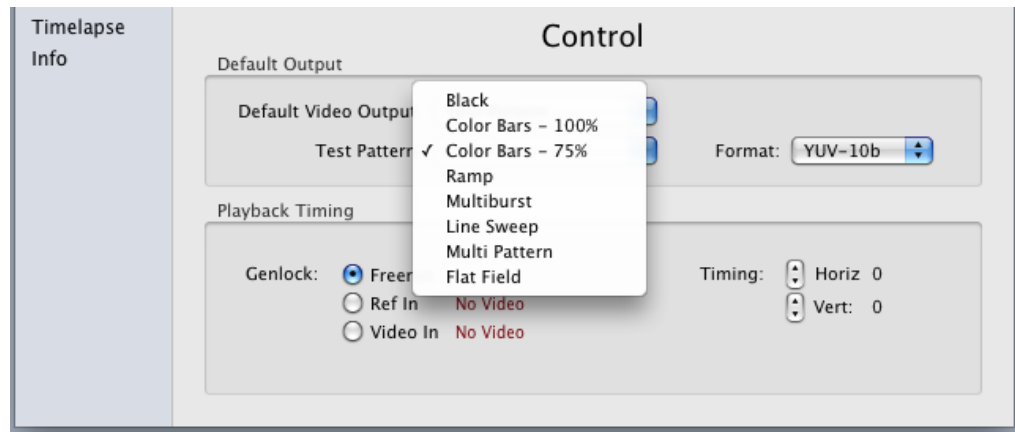 Timelapse
Info
Control
Default Output
Default Video Output
Test Pattern
Black
Color Bars - 100%
✓ Color Bars - 75%
Ramp
Multiburst
Line Sweep
Multi Pattern
Flat Field
Format: YUV-10b
Playback Timing
Genlock:
Ref In No Video
Video In No Video
Timing: Horiz 0
Vert: 0